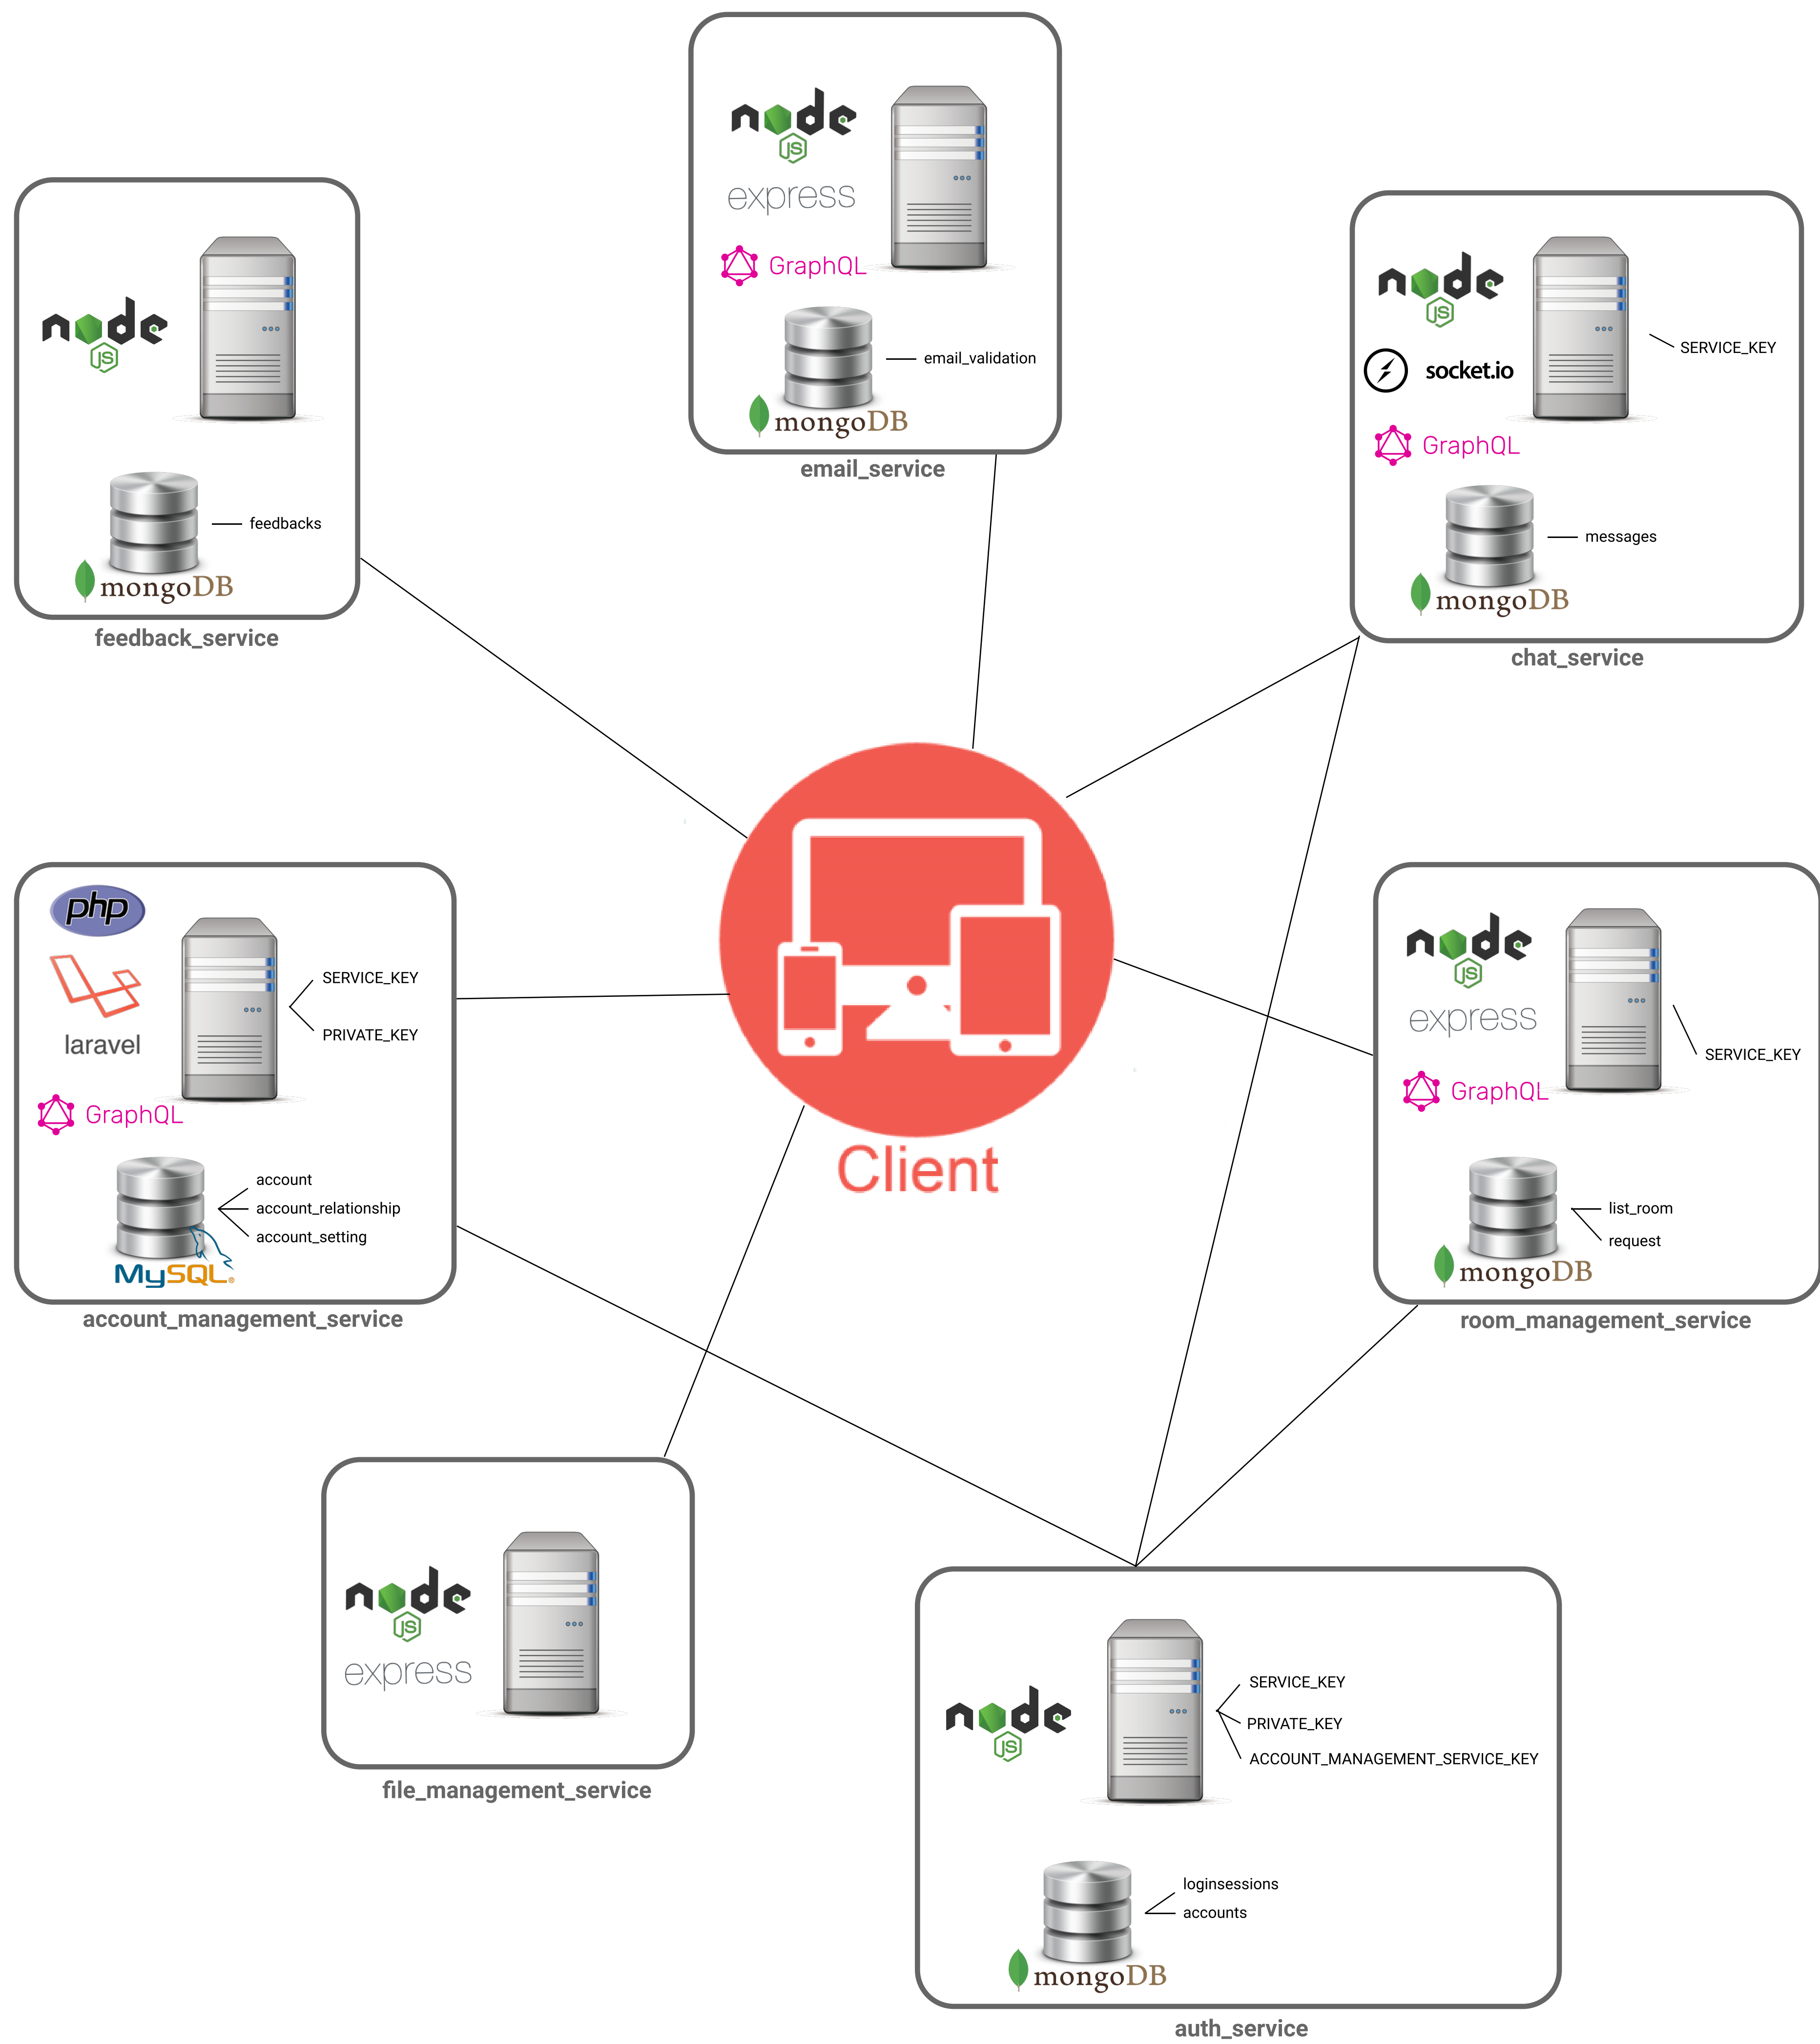 node
JS
express
GraphQL
email_validation
mongoDB
email_service
node
JS
feedbacks
mongoDB
feedback_service
node
JS
SERVICE_KEY
socket.io
GraphQL
messages
mongoDB
chat_service
php
laravel
SERVICE_KEY
PRIVATE_KEY
GraphQL
account
account_relationship
account_setting
MySQL®
account_management_service
Client
node
JS
express
SERVICE_KEY
GraphQL
list_room
request
mongoDB
room_management_service
node
JS
express
file_management_service
node
JS
SERVICE_KEY
PRIVATE_KEY
ACCOUNT_MANAGEMENT_SERVICE_KEY
loginsessions
accounts
mongoDB
auth_service